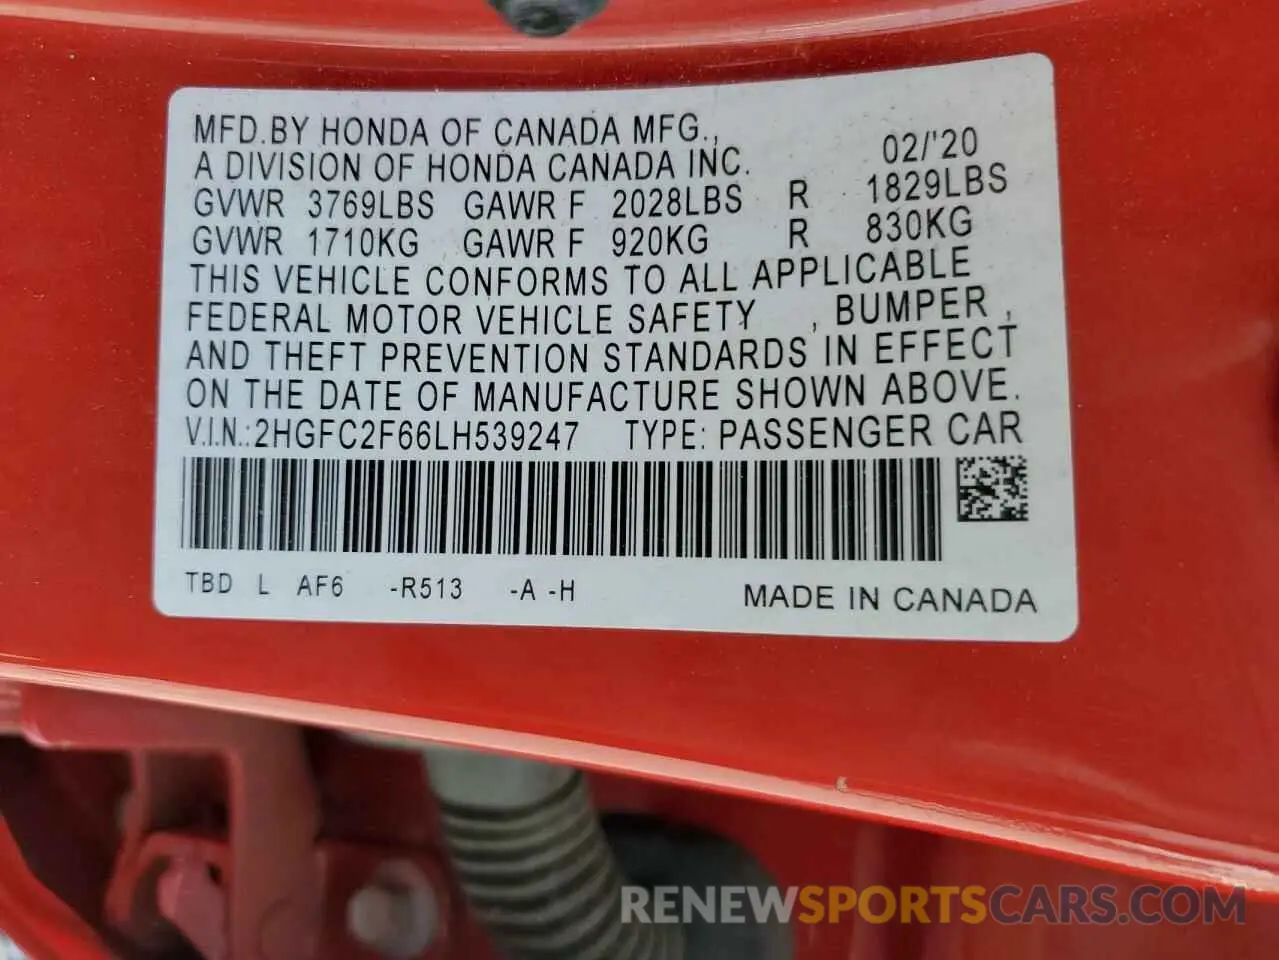 MFD.BY HONDA OF CANADA MFG.,
A DIVISION OF HONDA CANADA INC. 02/'20
GVWR 3769LBS GAWR F 2028LBS R 1829LBS
GVWR 1710KG GAWR F 920KG R 830KG
THIS VEHICLE CONFORMS TO ALL APPLICABLE
FEDERAL MOTOR VEHICLE SAFETY , BUMPER ,
AND THEFT PREVENTION STANDARDS IN EFFECT
ON THE DATE OF MANUFACTURE SHOWN ABOVE.
V.I.N.:2HGFC2F66LH539247 TYPE: PASSENGER CAR
TBD L AF6 -R513 -A -H MADE IN CANADA
RENEWSPORTSCARS.COM